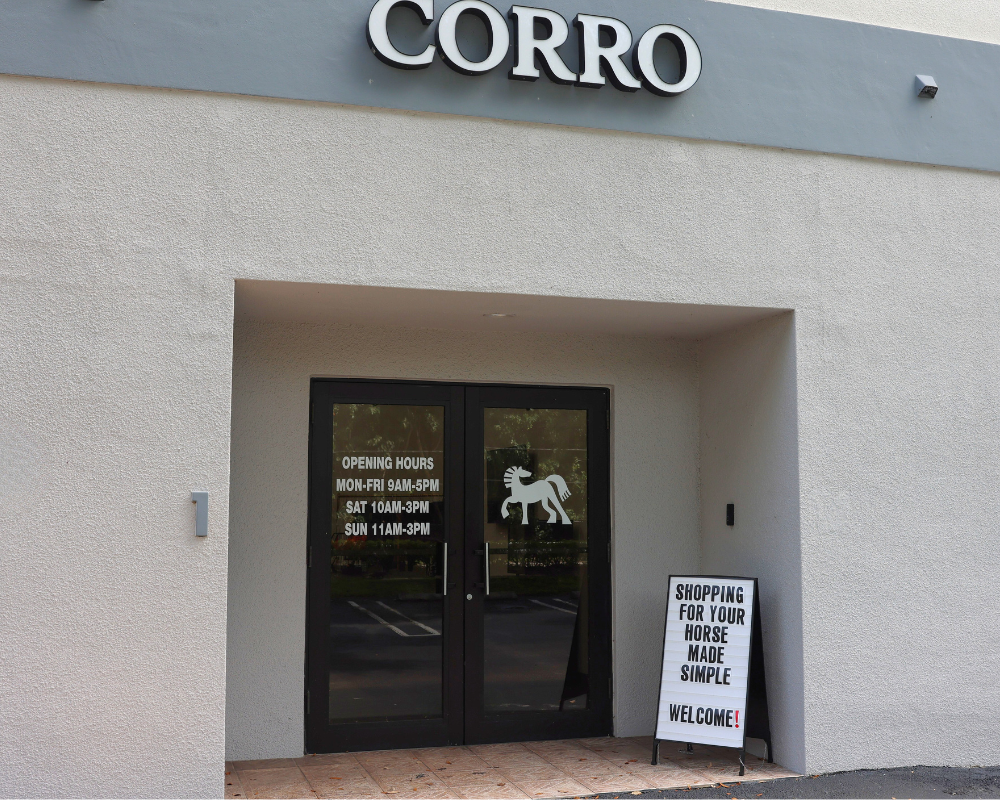 CORRO
OPENING HOURS
MON-FRI 9AM-5PM
SAT 10AM-3PM
SUN 11AM-3PM
SHOPPING
FOR YOUR
HORSE
MADE
SIMPLE
WELCOME!